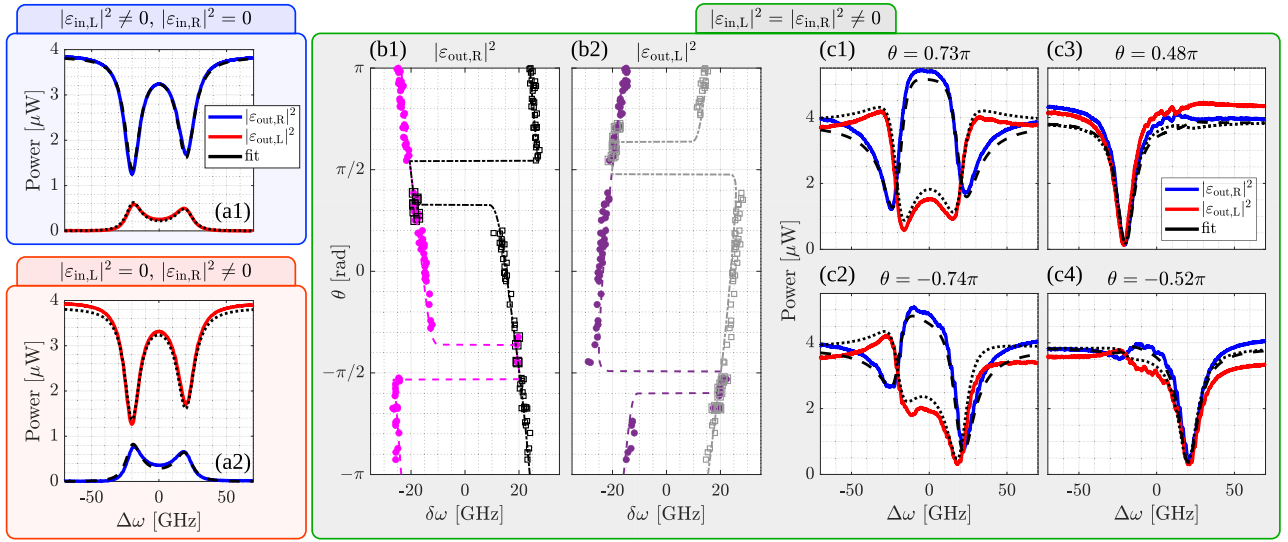 |ε_in,L|² ≠ 0, |ε_in,R|² = 0
Power [μW]
4
3
2
1
0
|ε_out,R|²
|ε_out,L|²
fit
(a1)
|ε_in,L|² = 0, |ε_in,R|² ≠ 0
Power [μW]
4
3
2
1
0
(a2)
-50 0 50
Δω [GHz]
|ε_in,L|² = |ε_in,R|² ≠ 0
(b1) |ε_out,R|²
θ [rad]
π
π/2
0
−π/2
−π
-20 0 20
δω [GHz]
(b2) |ε_out,L|²
-20 0 20
δω [GHz]
(c1) θ = 0.73π
Power [μW]
4
2
0
(c3) θ = 0.48π
|ε_out,R|²
|ε_out,L|²
fit
(c2) θ = −0.74π
4
2
0
-50 0 50
Δω [GHz]
(c4) θ = −0.52π
-50 0 50
Δω [GHz]